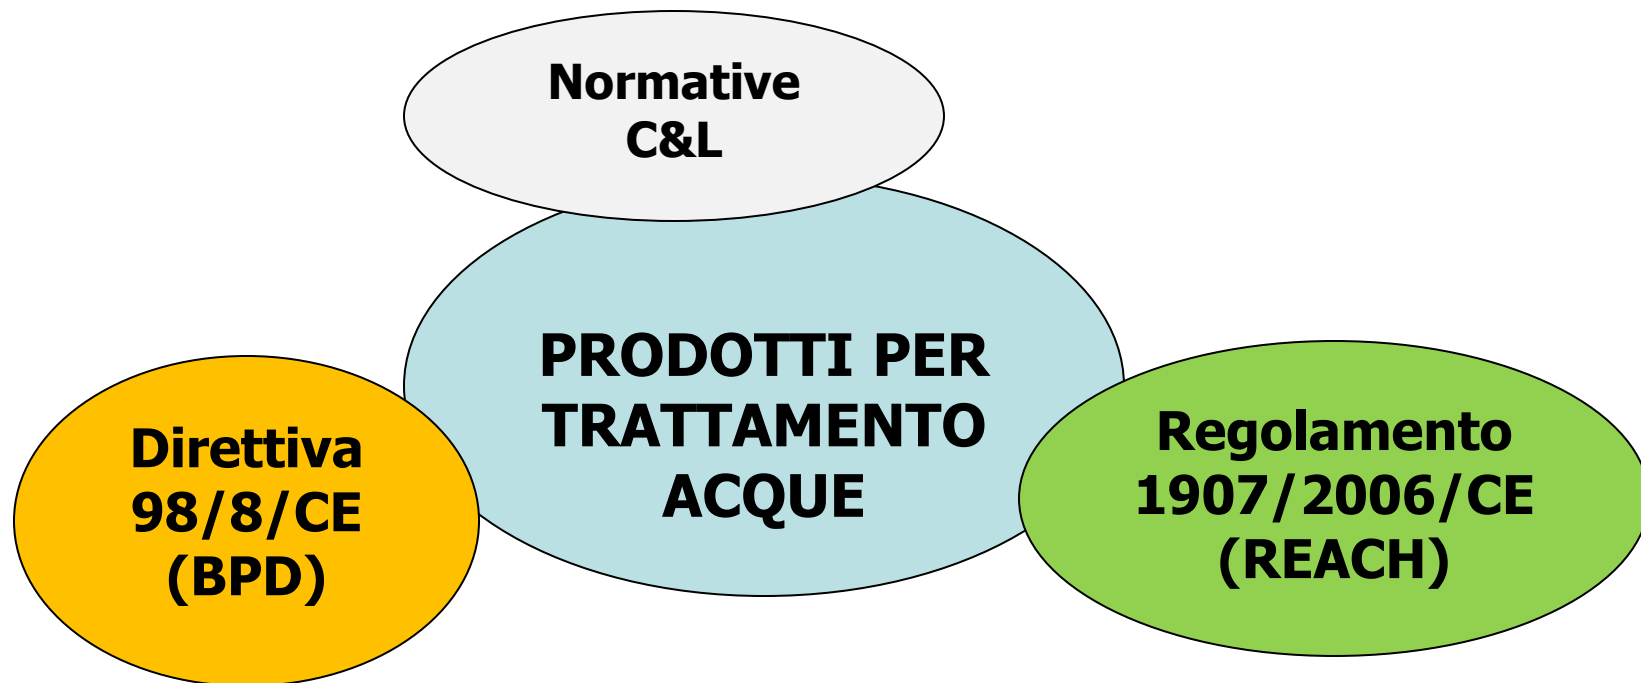 Normative
C&L
PRODOTTI PER
TRATTAMENTO
ACQUE
Direttiva
98/8/CE
(BPD)
Regolamento
1907/2006/CE
(REACH)